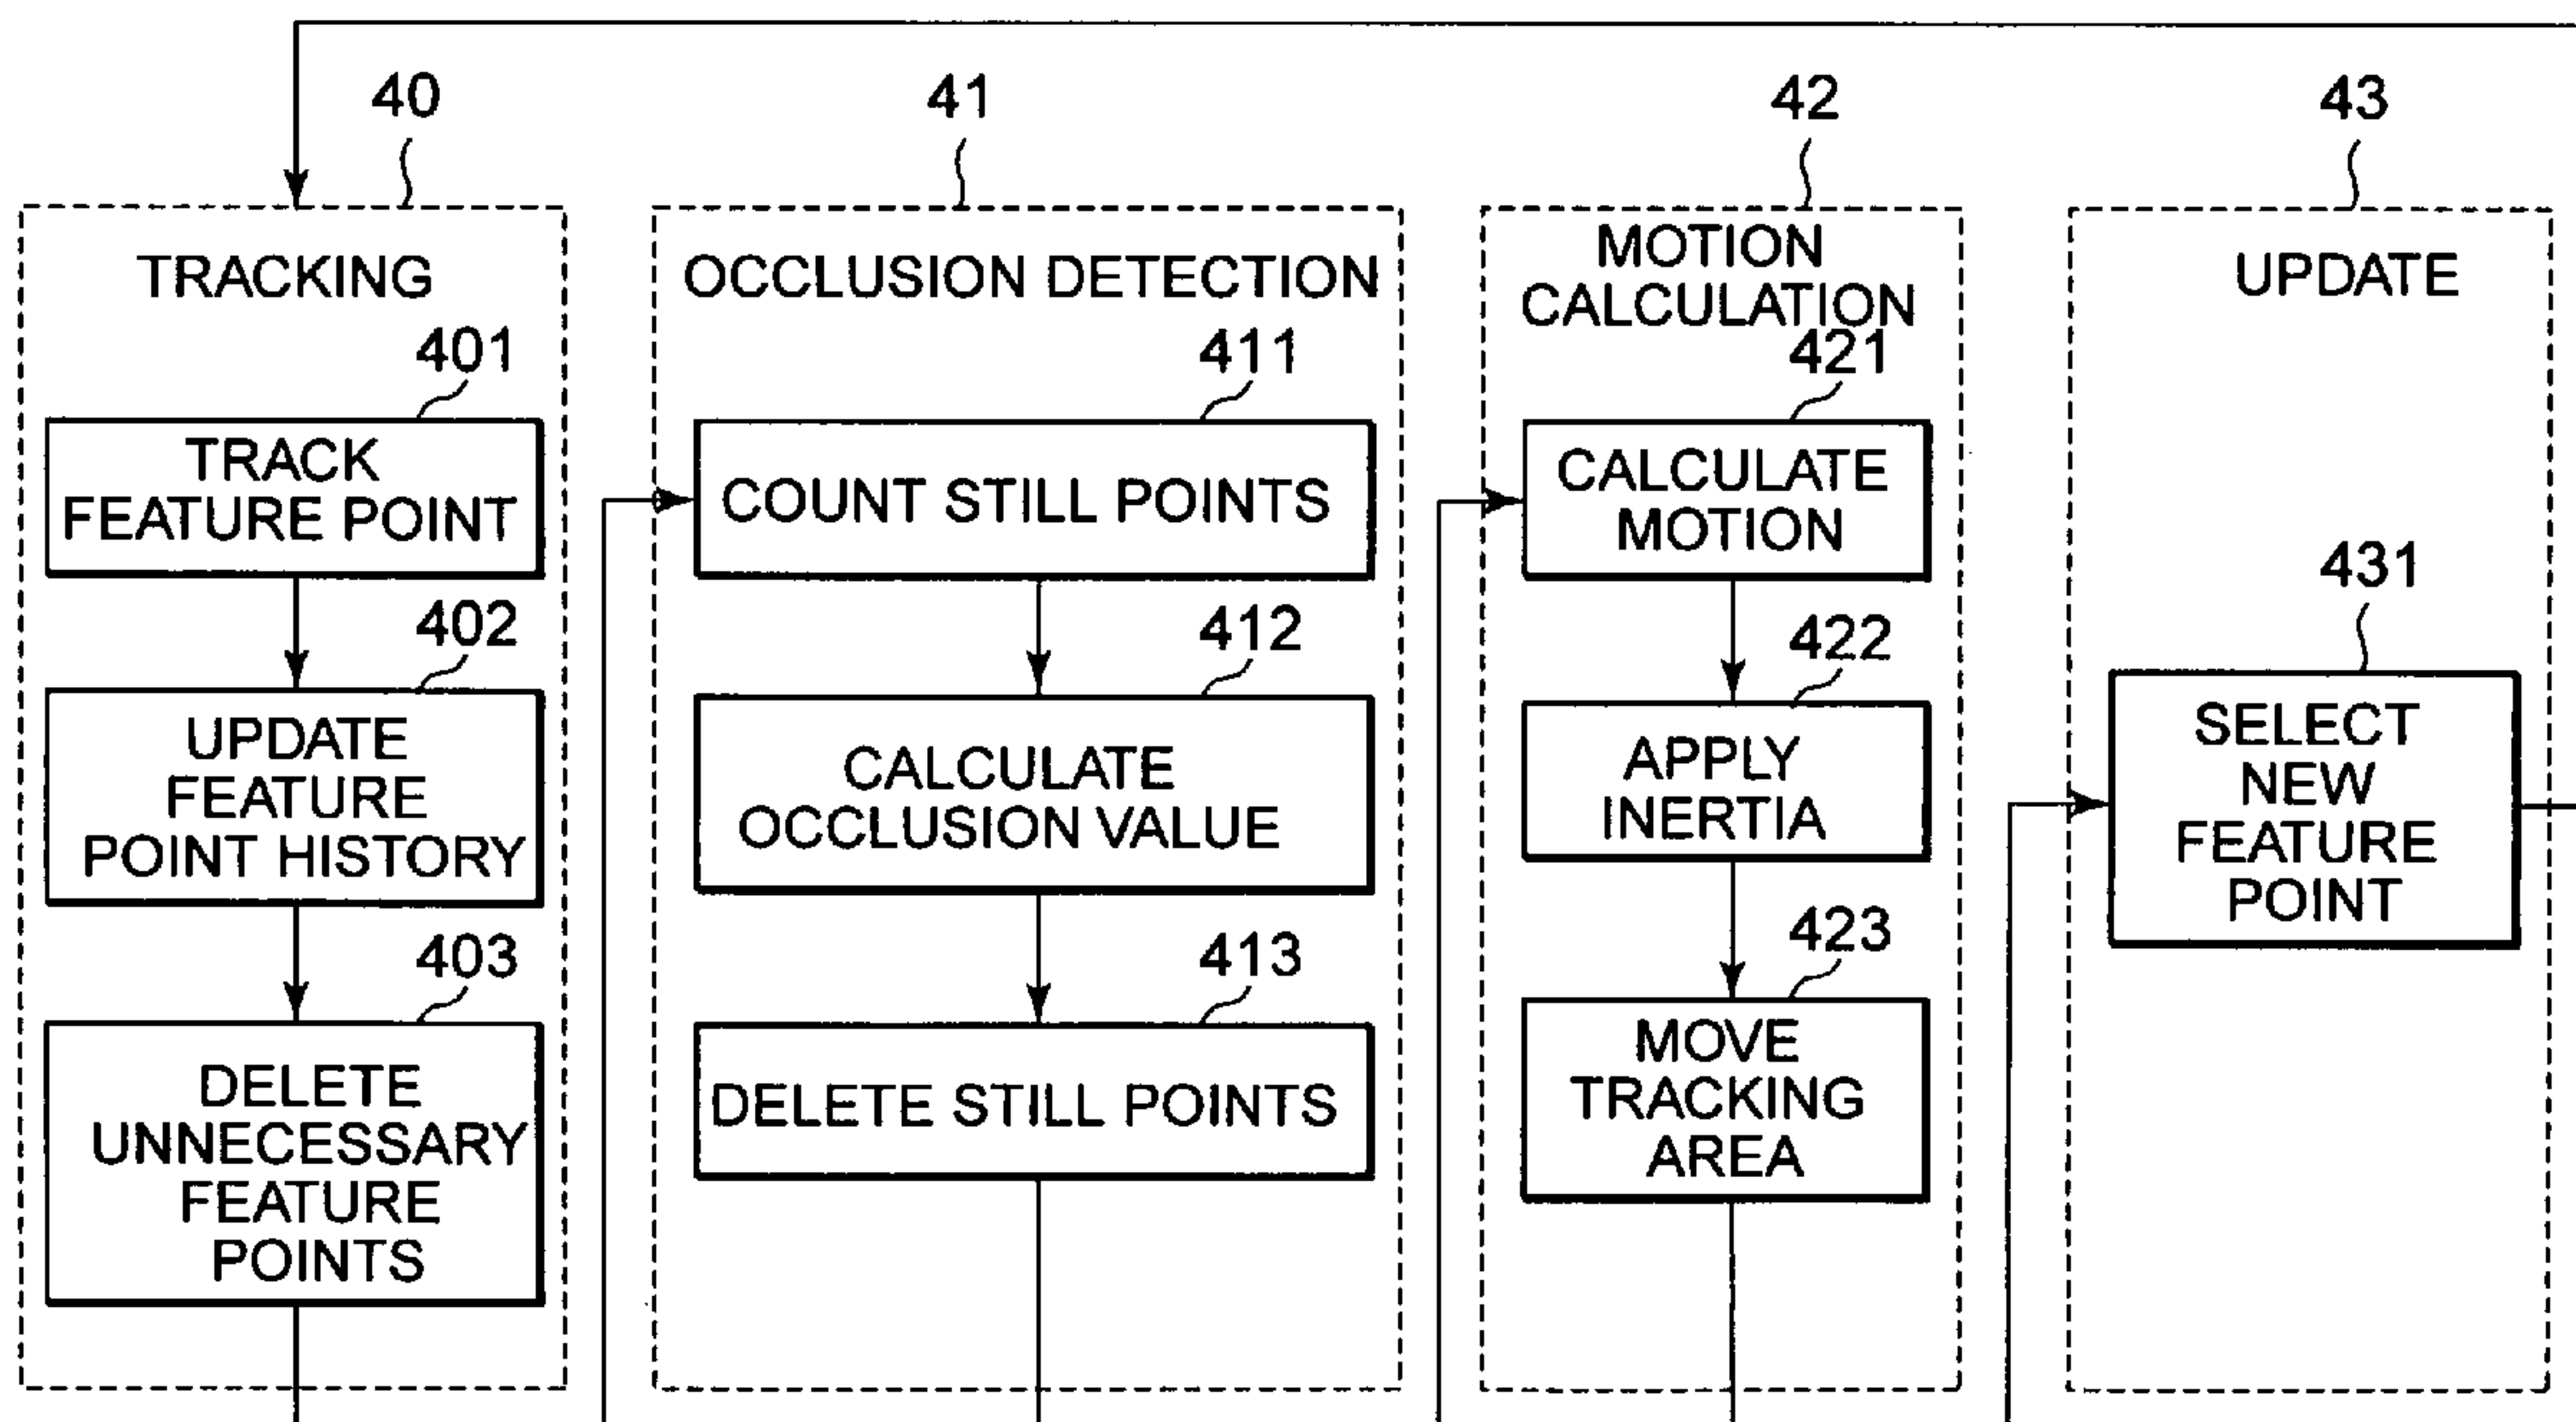 40
41
42
43
TRACKING
401
TRACK
FEATURE POINT
402
UPDATE
FEATURE
POINT HISTORY
403
DELETE
UNNECESSARY
FEATURE
POINTS
OCCLUSION DETECTION
411
COUNT STILL POINTS
412
CALCULATE
OCCLUSION VALUE
413
DELETE STILL POINTS
MOTION
CALCULATION
421
CALCULATE
MOTION
422
APPLY
INERTIA
423
MOVE
TRACKING
AREA
UPDATE
431
SELECT
NEW
FEATURE
POINT